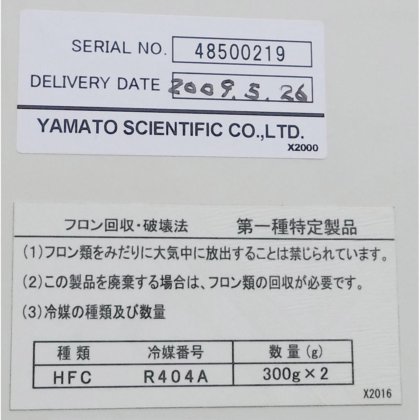 SERIAL NO. 48500219
DELIVERY DATE 2009.5.26
YAMATO SCIENTIFIC CO.,LTD.
X2000
フロン回収・破壊法 第一種特定製品
(1)フロン類をみだりに大気中に放出することは禁じられています。
(2)この製品を廃棄する場合は、フロン類の回収が必要です。
(3)冷媒の種類及び数量
種類 冷媒番号 数量(g)
HFC R404A 300g×2
X2016